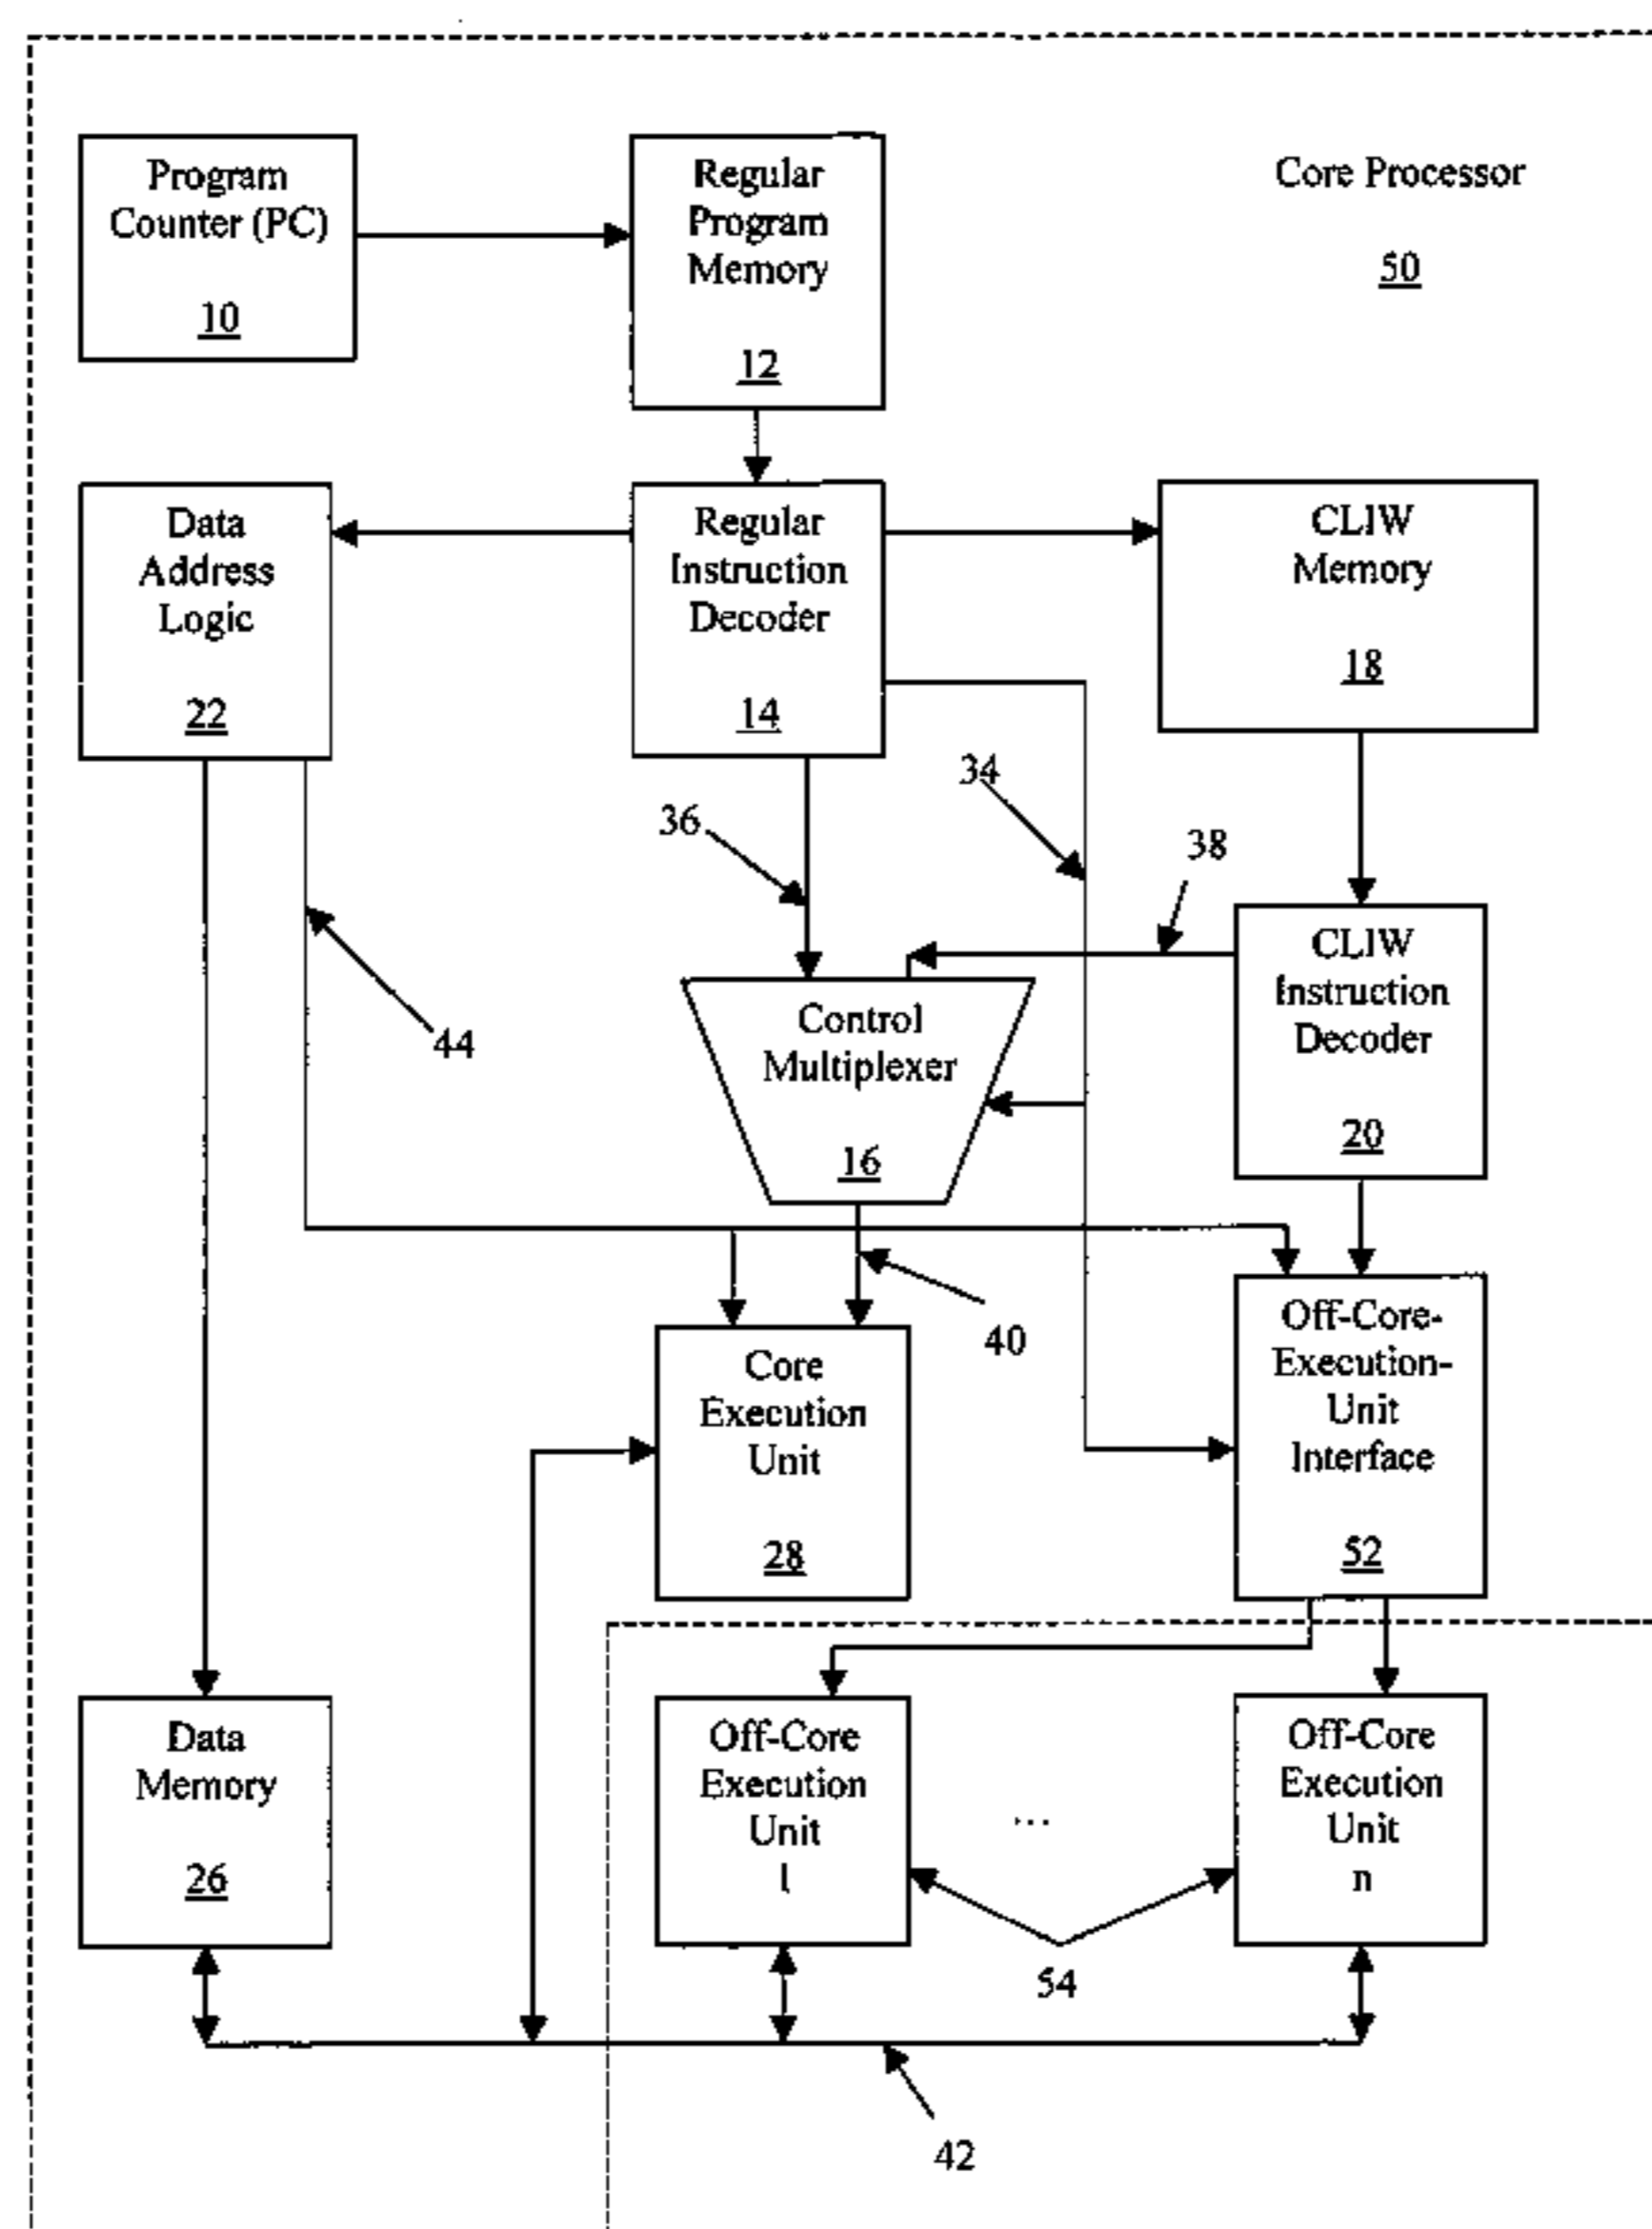 Program
Counter (PC)
10
Regular
Program
Memory
12
Core Processor
50
Data
Address
Logic
22
Regular
Instruction
Decoder
14
CLIW
Memory
18
34
36
38
44
Control
Multiplexer
16
CLIW
Instruction
Decoder
20
40
Core
Execution
Unit
28
Off-Core-
Execution-
Unit
Interface
52
Data
Memory
26
Off-Core
Execution
Unit
1
...
Off-Core
Execution
Unit
n
54
42